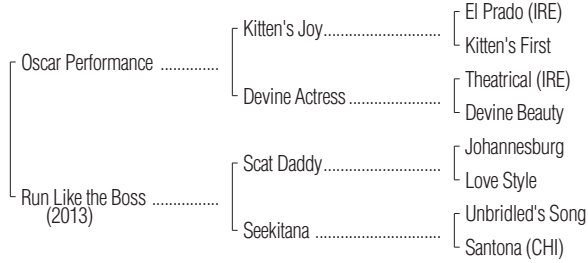 El Prado (IRE)
Kitten's Joy
Kitten's First
Oscar Performance
Theatrical (IRE)
Devine Actress
Devine Beauty
Johannesburg
Scat Daddy
Love Style
Run Like the Boss
(2013)
Unbridled's Song
Seekitana
Santona (CHI)